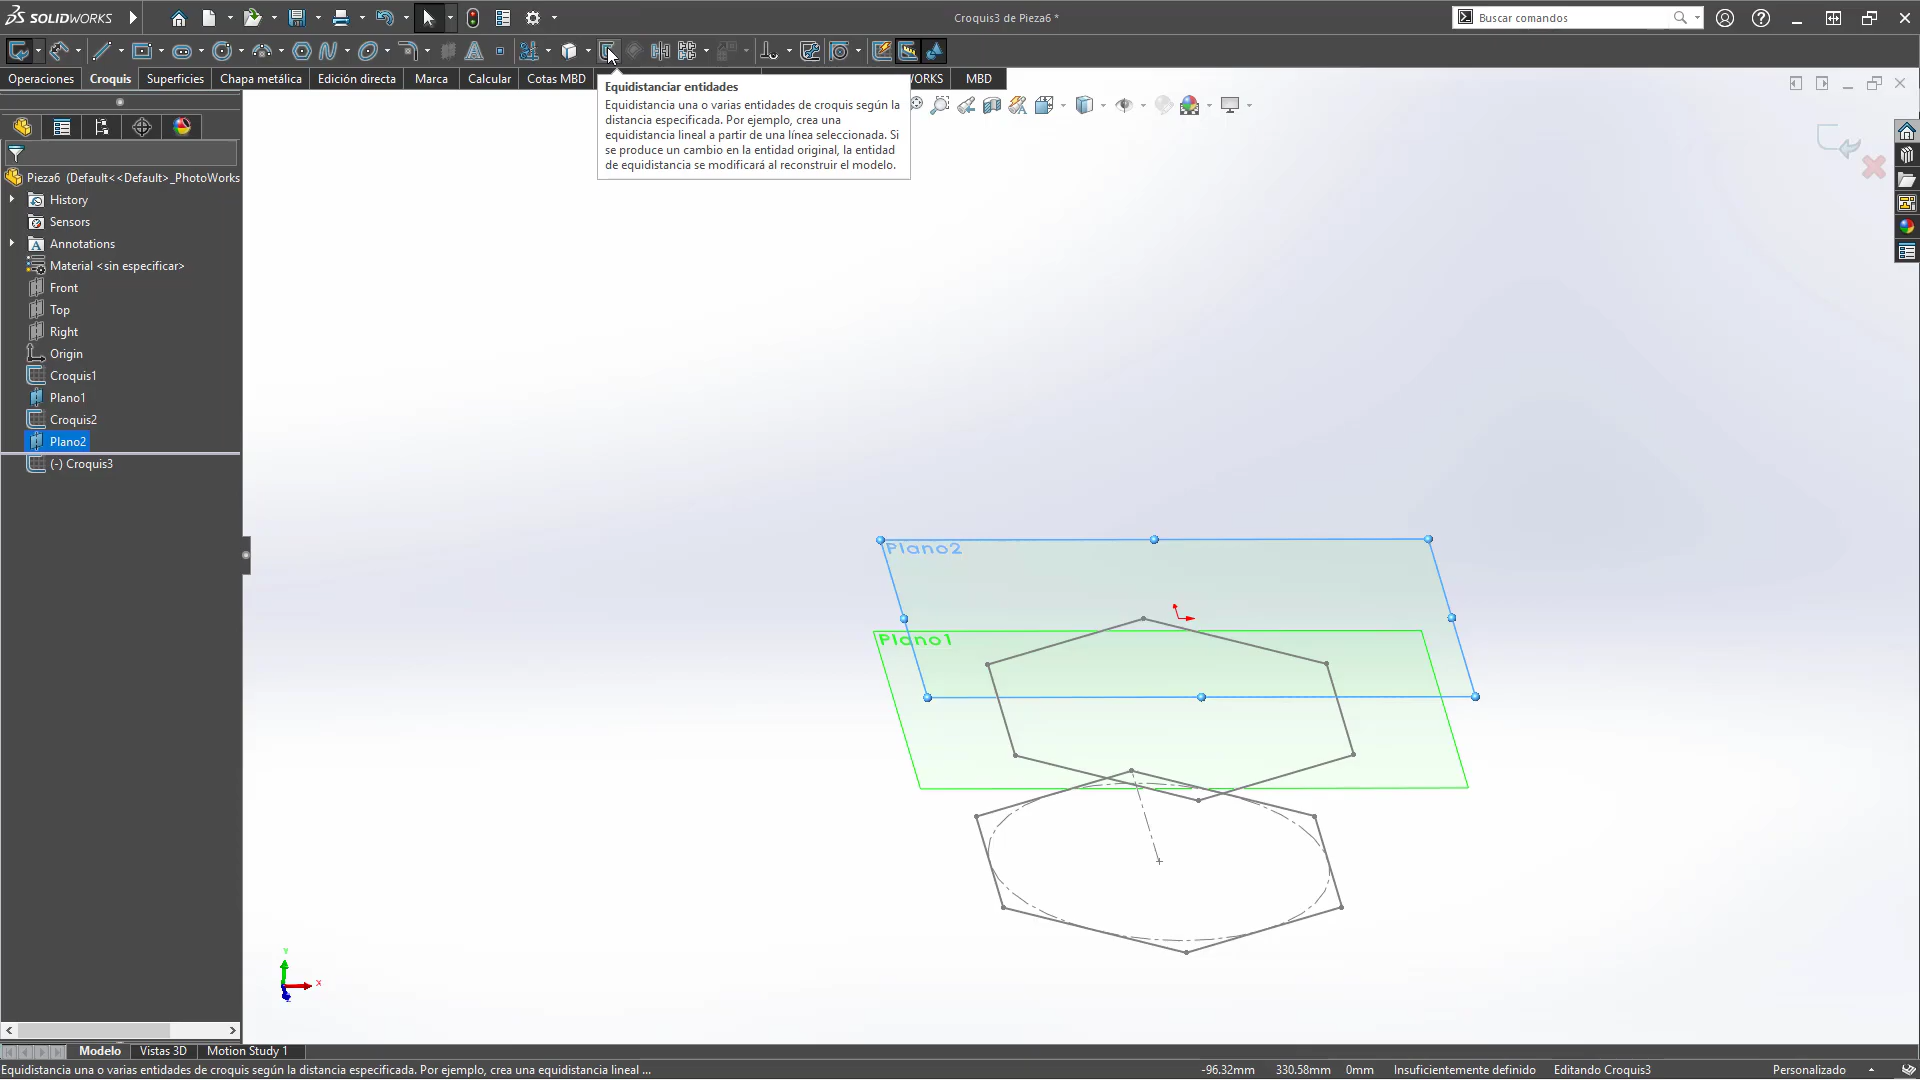 SOLIDWORKS
Croquis3 de Pieza6 *
Buscar comandos
Operaciones
Croquis
Superficies
Chapa metálica
Edición directa
Marca
Calcular
Cotas MBD
WORKS
MBD
Equidistanciar entidades
Equidistancia una o varias entidades de croquis según la
distancia especificada. Por ejemplo, crea una
equidistancia lineal a partir de una línea seleccionada. Si
se produce un cambio en la entidad original, la entidad
de equidistancia se modificará al reconstruir el modelo.
Pieza6 (Default<<Default>_PhotoWorks
History
Sensors
Annotations
Material <sin especificar>
Front
Top
Right
Origin
Croquis1
Plano1
Croquis2
Plano2
(-) Croquis3
Plano2
Plano1
Y
X
Modelo
Vistas 3D
Motion Study 1
Equidistancia una o varias entidades de croquis según la distancia especificada. Por ejemplo, crea una equidistancia lineal ...
-96.32mm
330.58mm
0mm
Insuficientemente definido
Editando Croquis3
Personalizado